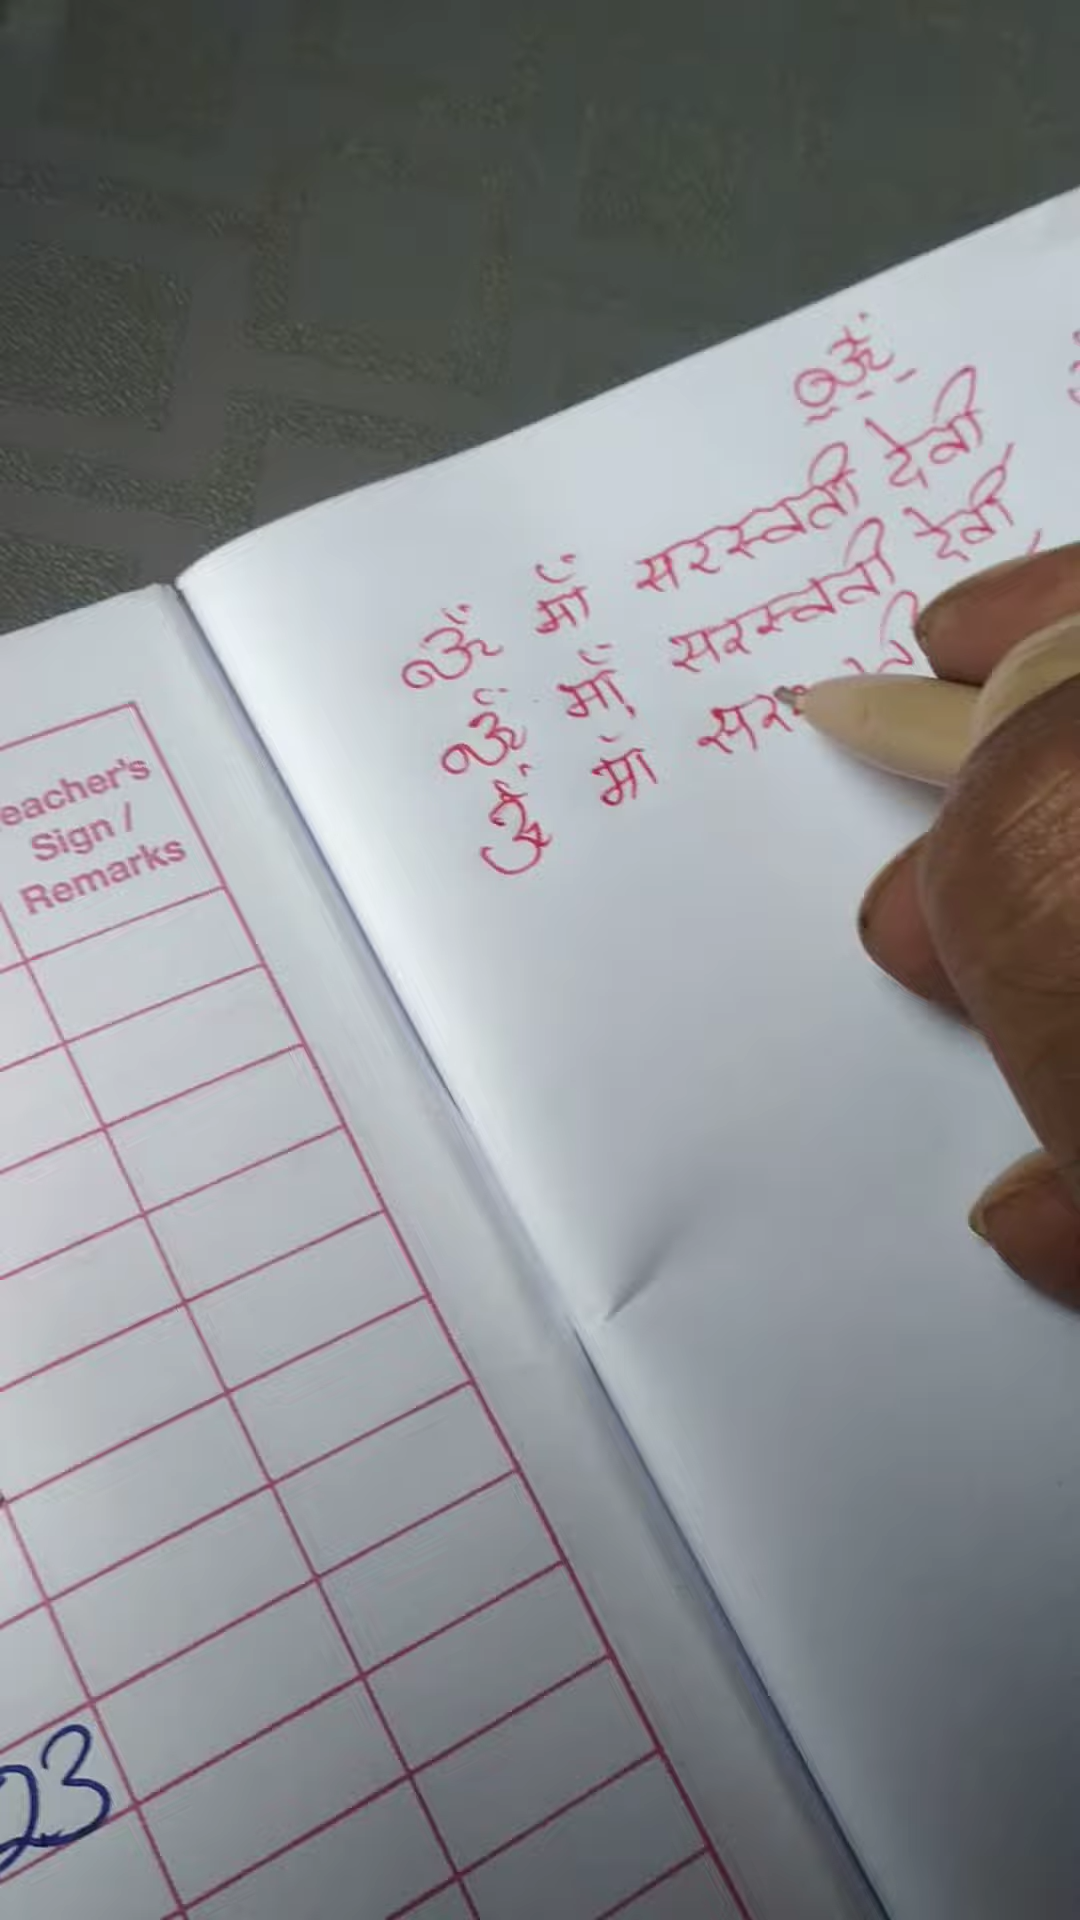 Teacher's
Sign /
Remarks
23
ॐ
ॐ माँ सरस्वती देवी
ॐ माँ सरस्वती देवी
ॐ माँ